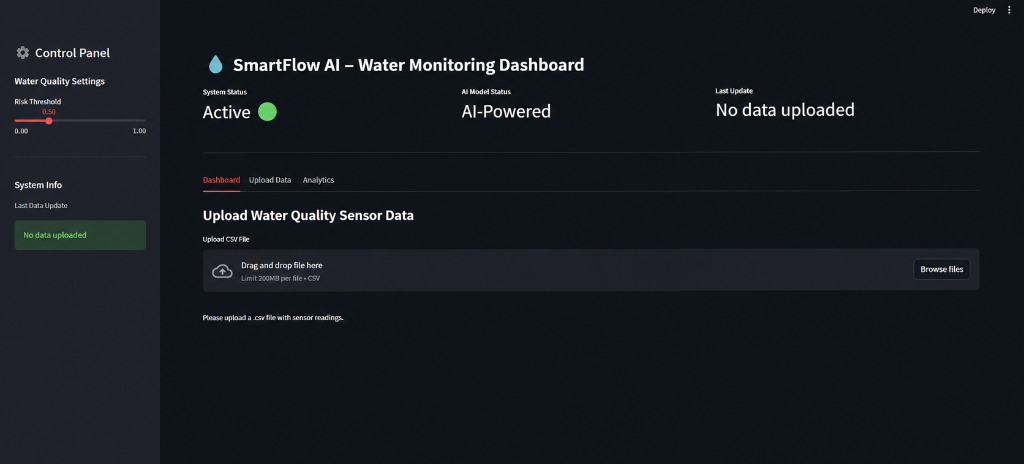 Deploy
Control Panel
Water Quality Settings
Risk Threshold
0.50
0.00 1.00
System Info
Last Data Update
No data uploaded
SmartFlow AI – Water Monitoring Dashboard
System Status
Active
AI Model Status
AI-Powered
Last Update
No data uploaded
Dashboard Upload Data Analytics
Upload Water Quality Sensor Data
Upload CSV File
Drag and drop file here
Limit 200MB per file • CSV
Browse files
Please upload a .csv file with sensor readings.